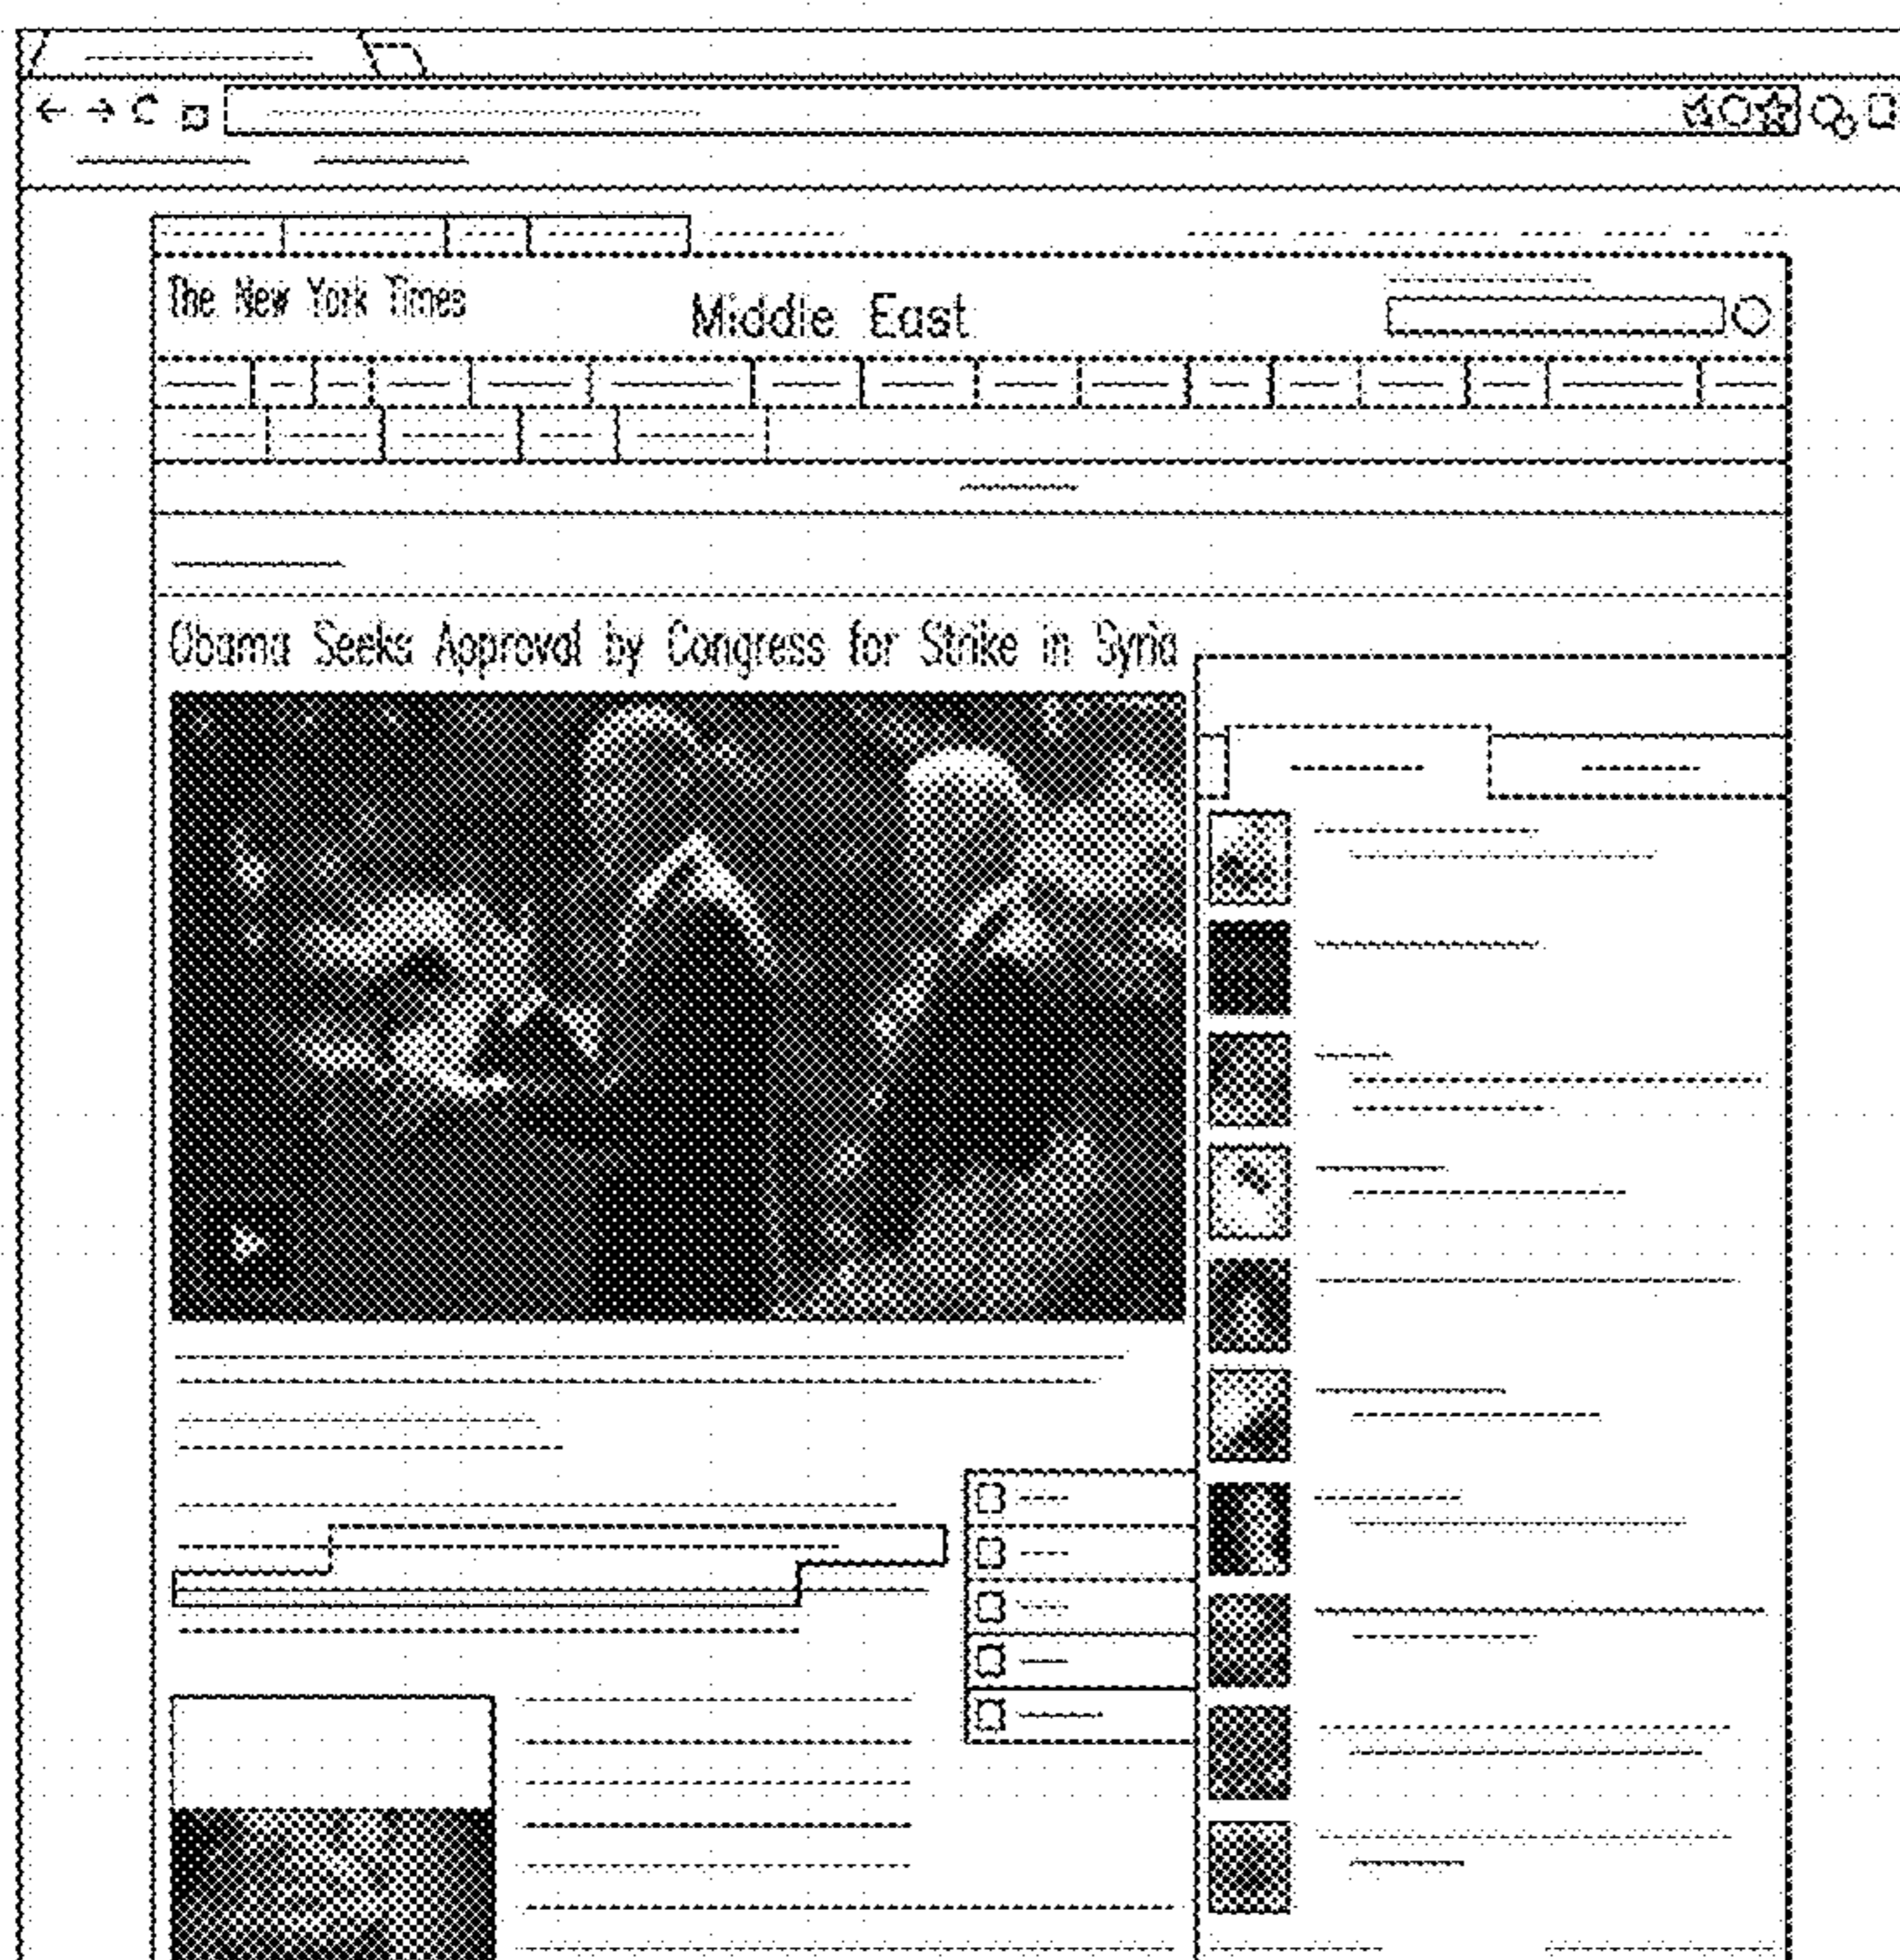 The New York Times
Middle East
Obama Seeks Approval by Congress for Strike in Syria